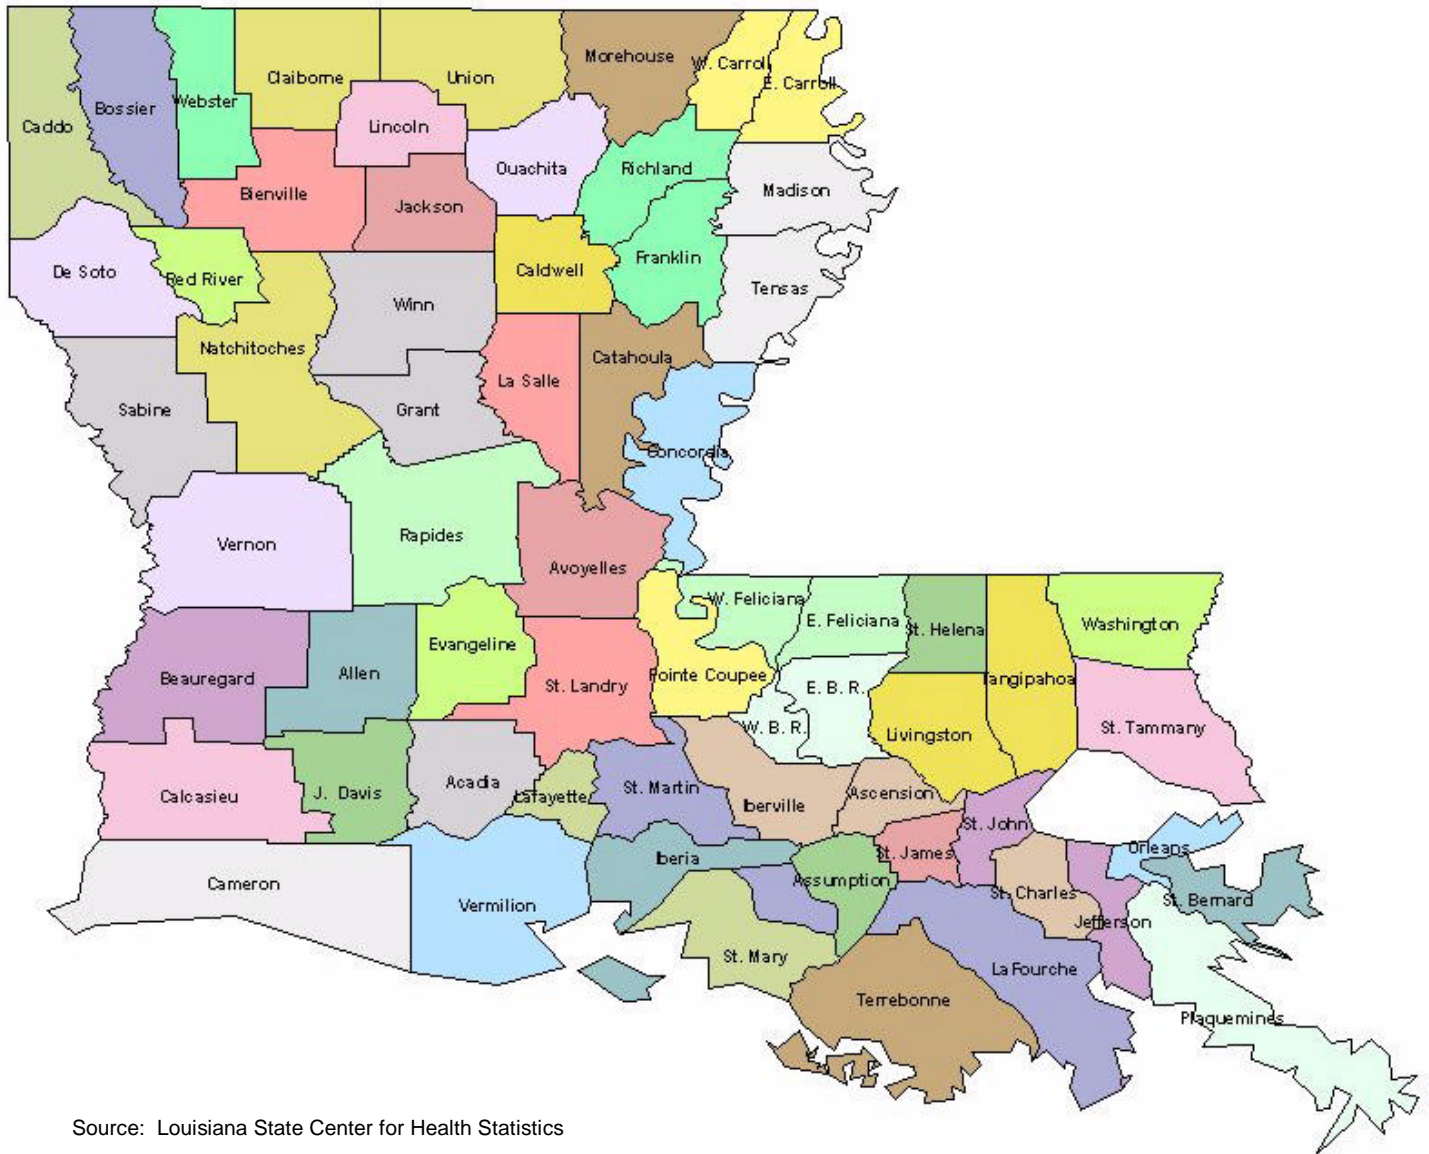 Morehouse
W. Carroll
Claiborne
Union
E. Carroll
Webster
Bossier
Caddo
Lincoln
Ouachita
Richland
Madison
Bienville
Jackson
Franklin
De Soto
Caldwell
Red River
Tensas
Winn
Natchitoches
Catahoula
La Salle
Sabine
Grant
Concordia
Rapides
Vernon
Avoyelles
W. Feliciana
E. Feliciana
St. Helena
Washington
Evangeline
Allen
Beauregard
Pointe Coupee
Tangipahoa
St. Landry
E. B. R.
W. B. R.
St. Tammany
Livingston
Acadia
St. Martin
J. Davis
Calcasieu
Lafayette
Ascension
Iberville
St. John
Orleans
St. James
Iberia
Assumption
Cameron
St. Charles
St. Bernard
Vermilion
Jefferson
St. Mary
La Fourche
Terrebonne
Plaquemines
Source: Louisiana State Center for Health Statistics